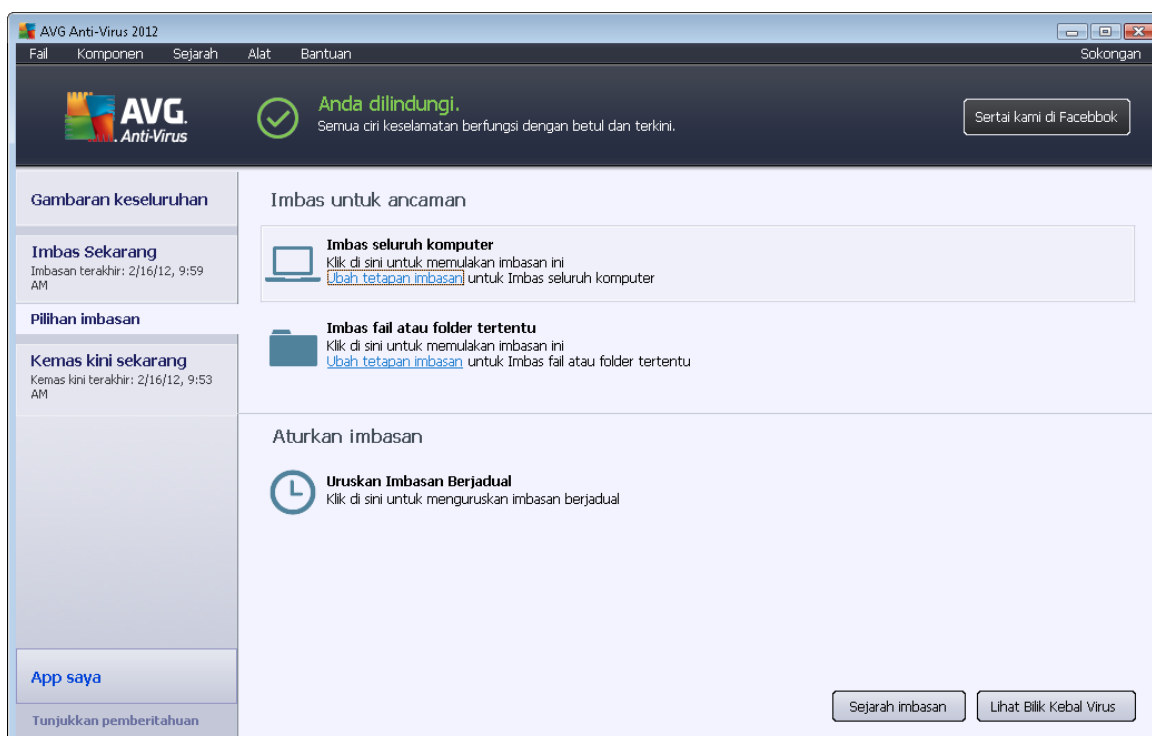 AVG Anti-Virus 2012
Fail Komponen Sejarah Alat Bantuan Sokongan
AVG.
Anti-Virus
Anda dilindungi.
Semua ciri keselamatan berfungsi dengan betul dan terkini.
Sertai kami di Facebbok
Gambaran keseluruhan
Imbas Sekarang
Imbasan terakhir: 2/16/12, 9:59
AM
Pilihan imbasan
Kemas kini sekarang
Kemas kini terakhir: 2/16/12, 9:53
AM
App saya
Tunjukkan pemberitahuan
Imbas untuk ancaman
Imbas seluruh komputer
Klik di sini untuk memulakan imbasan ini
Ubah tetapan imbasan untuk Imbas seluruh komputer
Imbas fail atau folder tertentu
Klik di sini untuk memulakan imbasan ini
Ubah tetapan imbasan untuk Imbas fail atau folder tertentu
Aturkan imbasan
Uruskan Imbasan Berjadual
Klik di sini untuk menguruskan imbasan berjadual
Sejarah imbasan
Lihat Bilik Kebal Virus